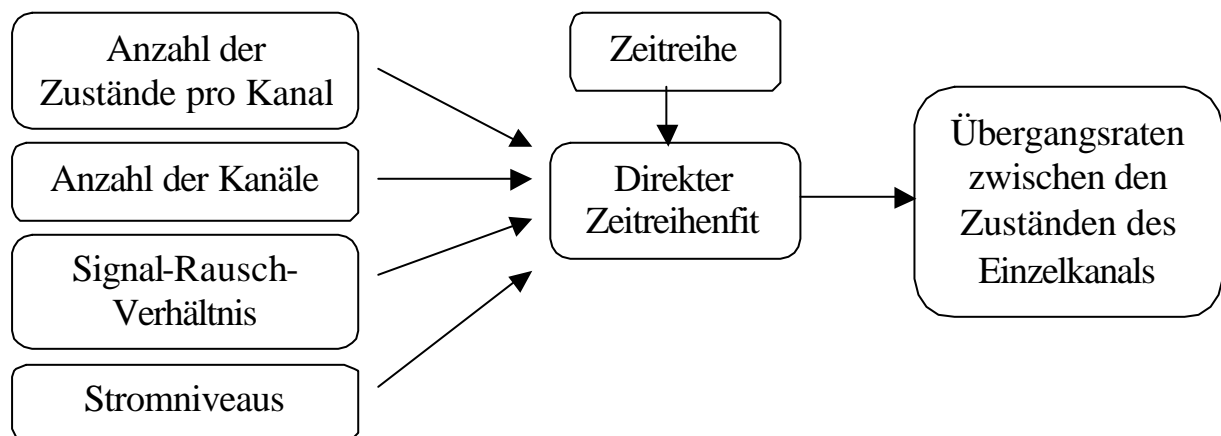 Anzahl der
Zustände pro Kanal
Anzahl der Kanäle
Signal-Rausch-
Verhältnis
Stromniveaus
Zeitreihe
Direkter
Zeitreihenfit
Übergangsraten
zwischen den
Zuständen des
Einzelkanals